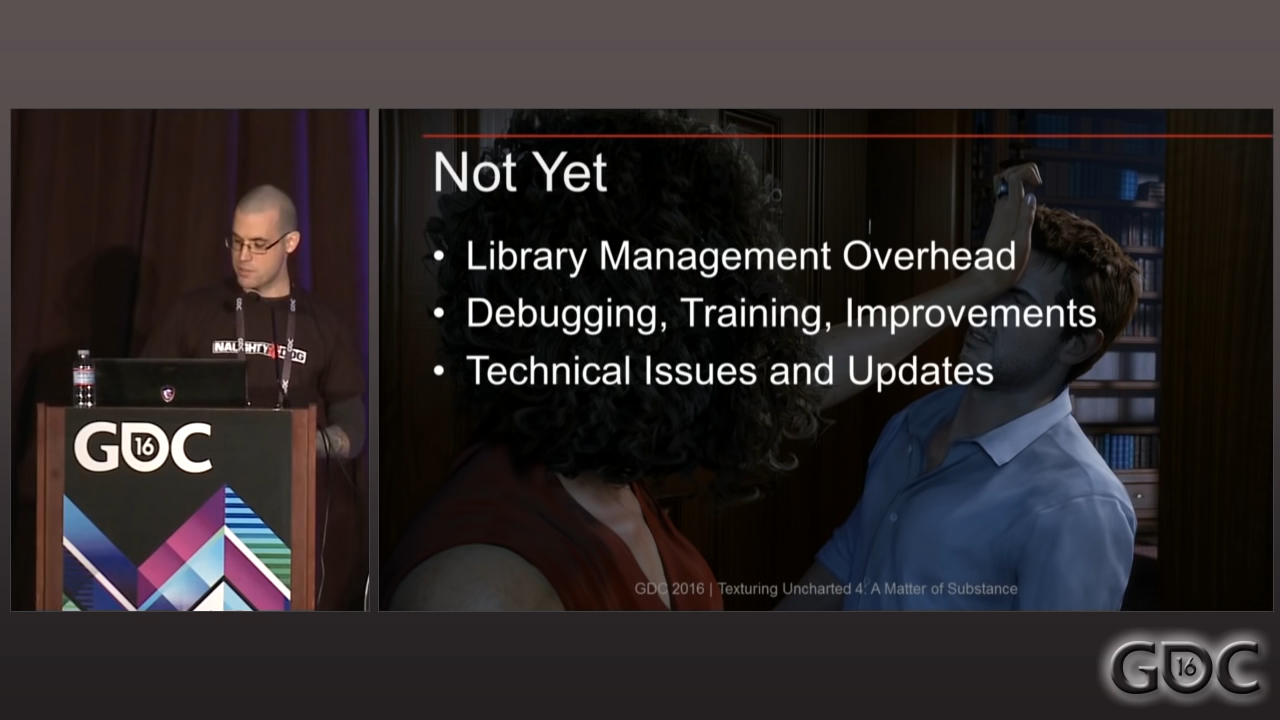 Not Yet
• Library Management Overhead
• Debugging, Training, Improvements
• Technical Issues and Updates
GDC 2016 | Texturing Uncharted 4: A Matter of Substance
NAUGHTY DOG
GDC 16
GDC 16